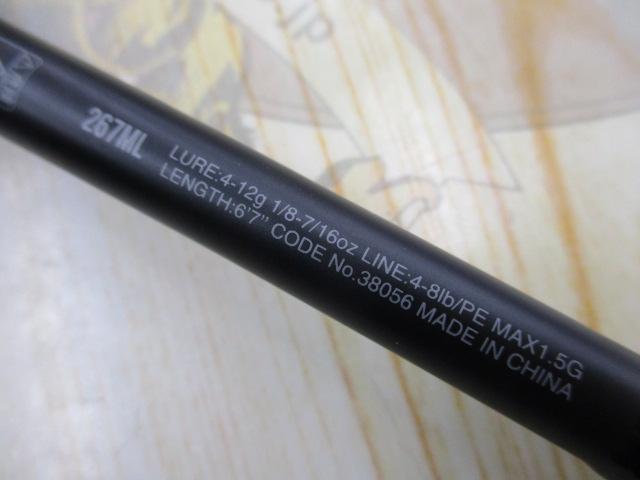 267ML
LURE:4-12g 1/8-7/16oz LINE:4-8lb/PE MAX1.5G
LENGTH:6'7" CODE No.38056 MADE IN CHINA
JP